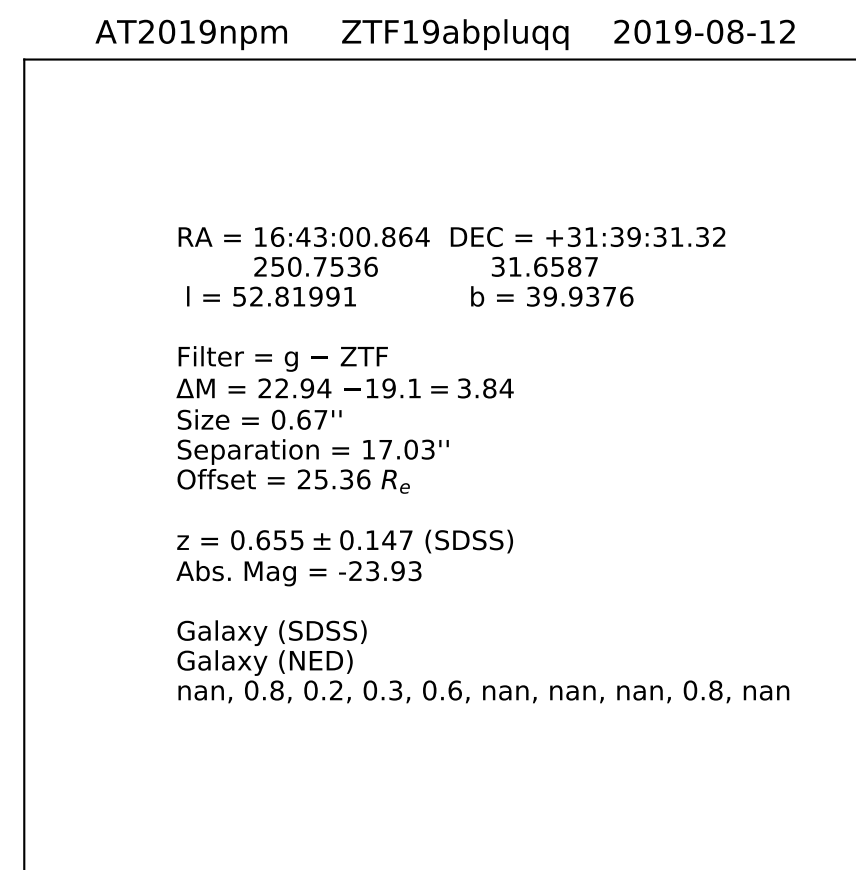 AT2019npm ZTF19abpluqq 2019-08-12
RA = 16:43:00.864 DEC = +31:39:31.32
250.7536 31.6587
l = 52.81991 b = 39.9376
Filter = g − ZTF
ΔM = 22.94 −19.1 = 3.84
Size = 0.67''
Separation = 17.03''
Offset = 25.36 Re
z = 0.655 ± 0.147 (SDSS)
Abs. Mag = -23.93
Galaxy (SDSS)
Galaxy (NED)
nan, 0.8, 0.2, 0.3, 0.6, nan, nan, nan, 0.8, nan